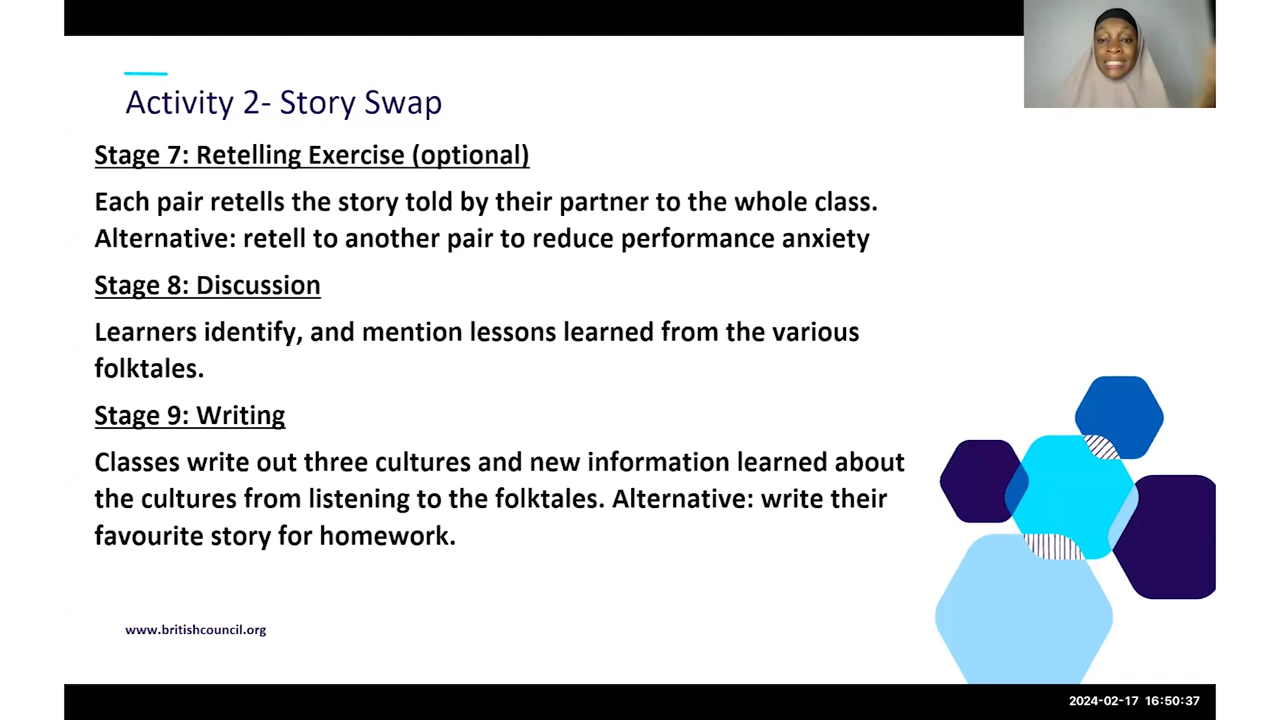 Activity 2- Story Swap
Stage 7: Retelling Exercise (optional)
Each pair retells the story told by their partner to the whole class.
Alternative: retell to another pair to reduce performance anxiety
Stage 8: Discussion
Learners identify, and mention lessons learned from the various
folktales.
Stage 9: Writing
Classes write out three cultures and new information learned about
the cultures from listening to the folktales. Alternative: write their
favourite story for homework.
www.britishcouncil.org
2024-02-17 16:50:37